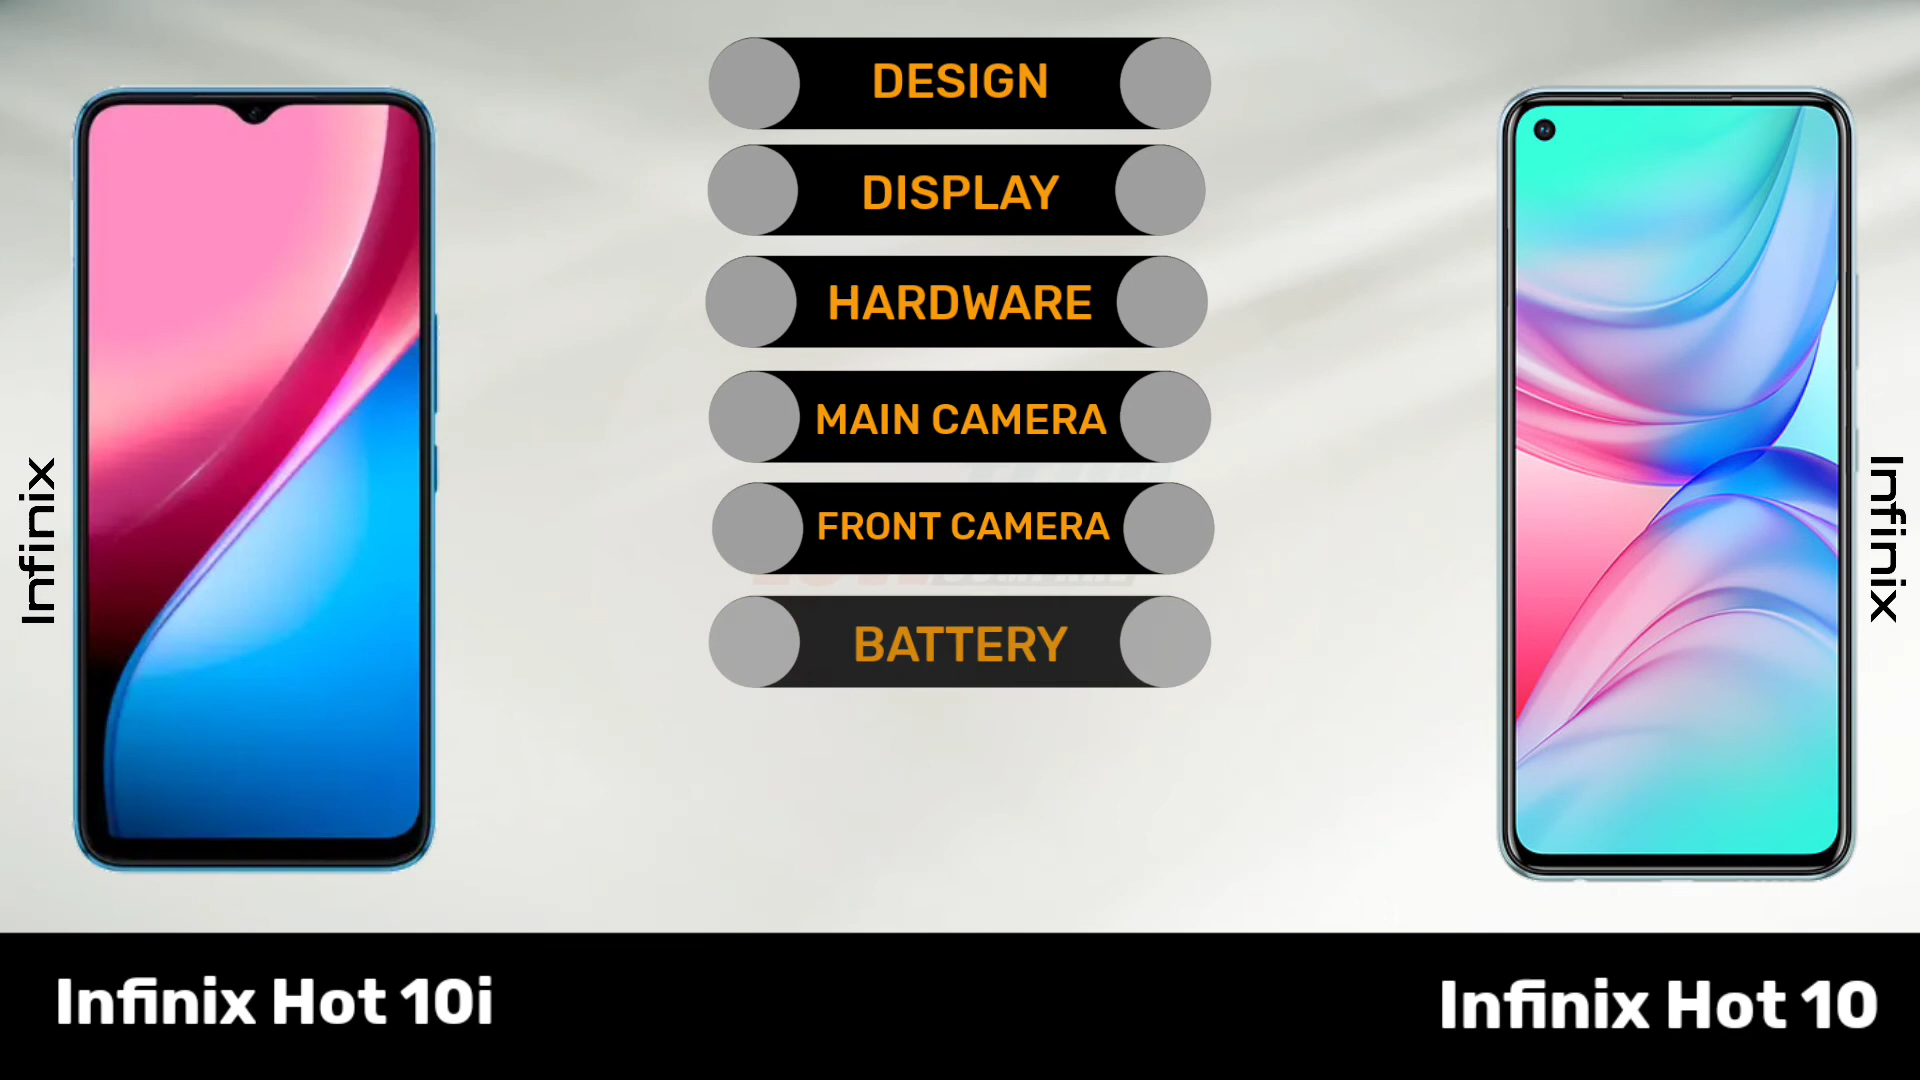 DESIGN
DISPLAY
HARDWARE
MAIN CAMERA
FRONT CAMERA
BATTERY
Infinix
Infinix
Infinix Hot 10i
Infinix Hot 10